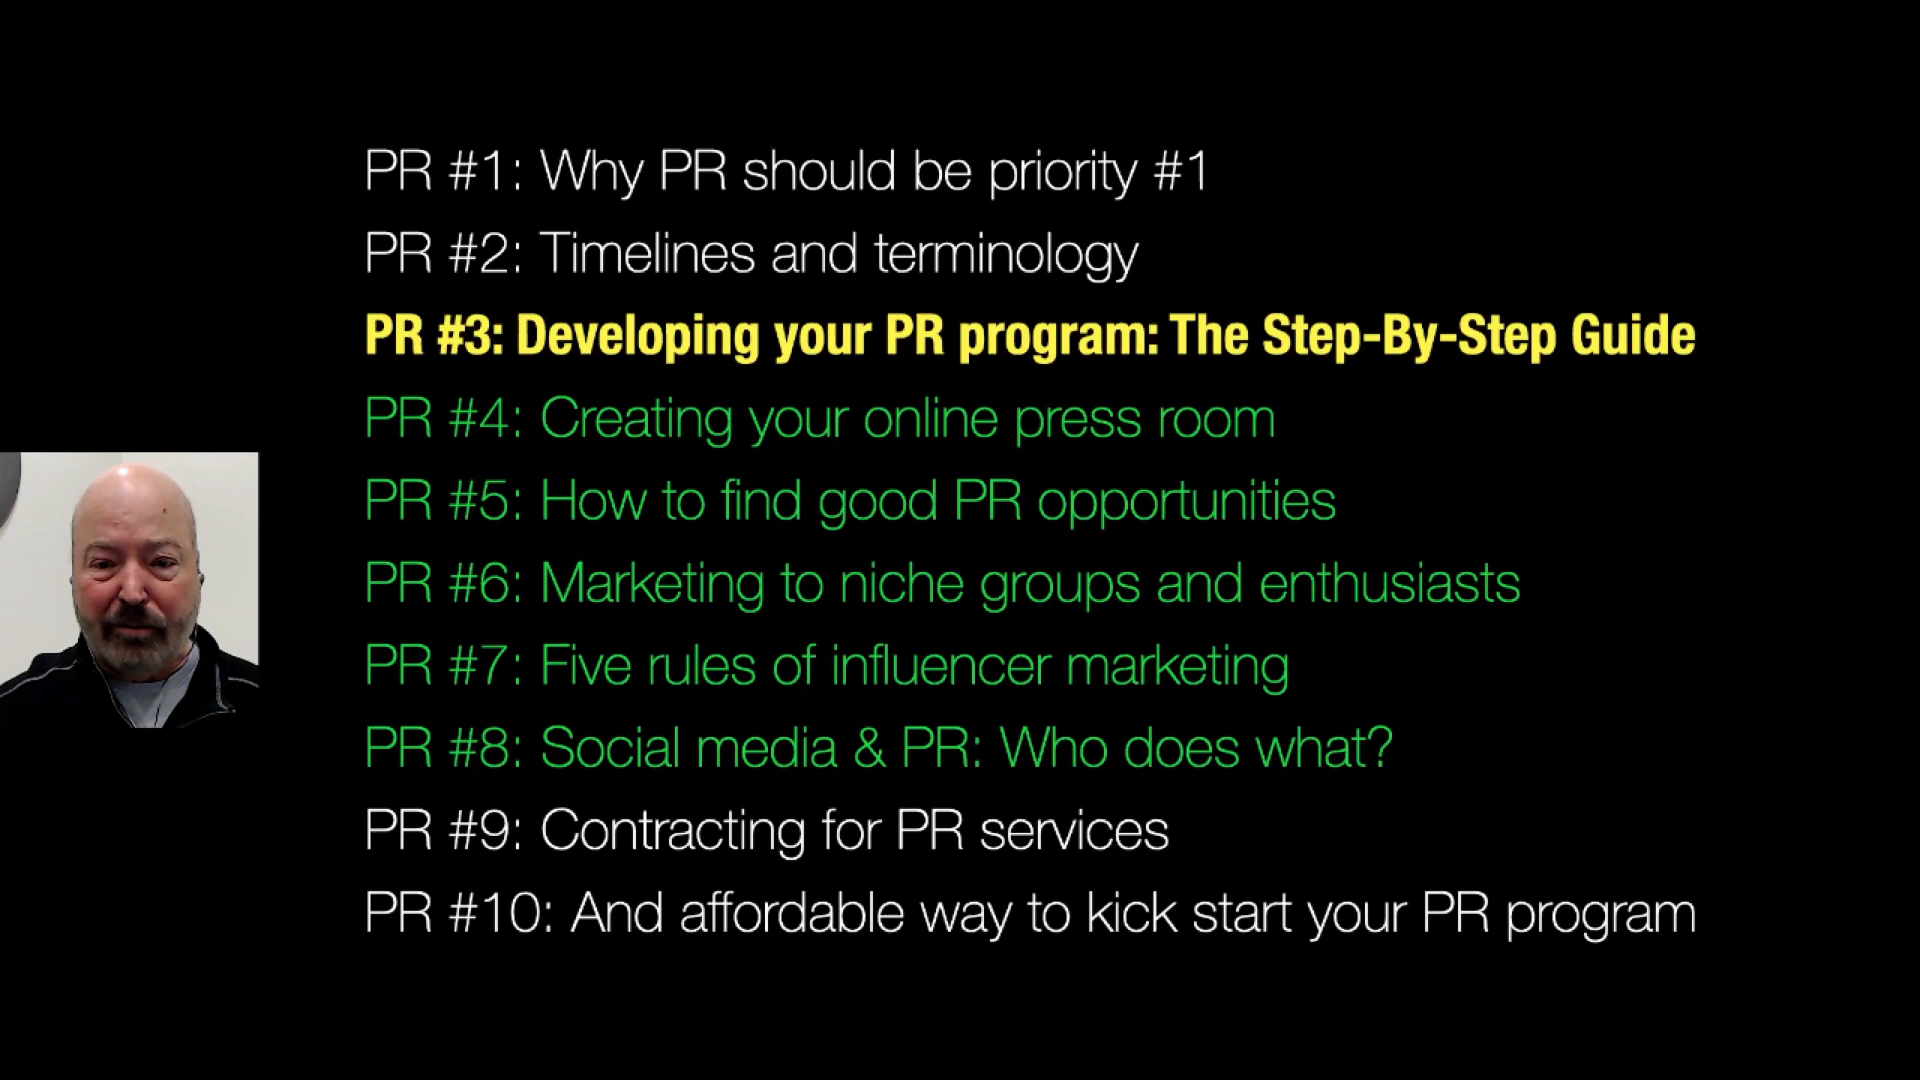 PR #1: Why PR should be priority #1
PR #2: Timelines and terminology
PR #3: Developing your PR program: The Step-By-Step Guide
PR #4: Creating your online press room
PR #5: How to find good PR opportunities
PR #6: Marketing to niche groups and enthusiasts
PR #7: Five rules of influencer marketing
PR #8: Social media & PR: Who does what?
PR #9: Contracting for PR services
PR #10: And affordable way to kick start your PR program